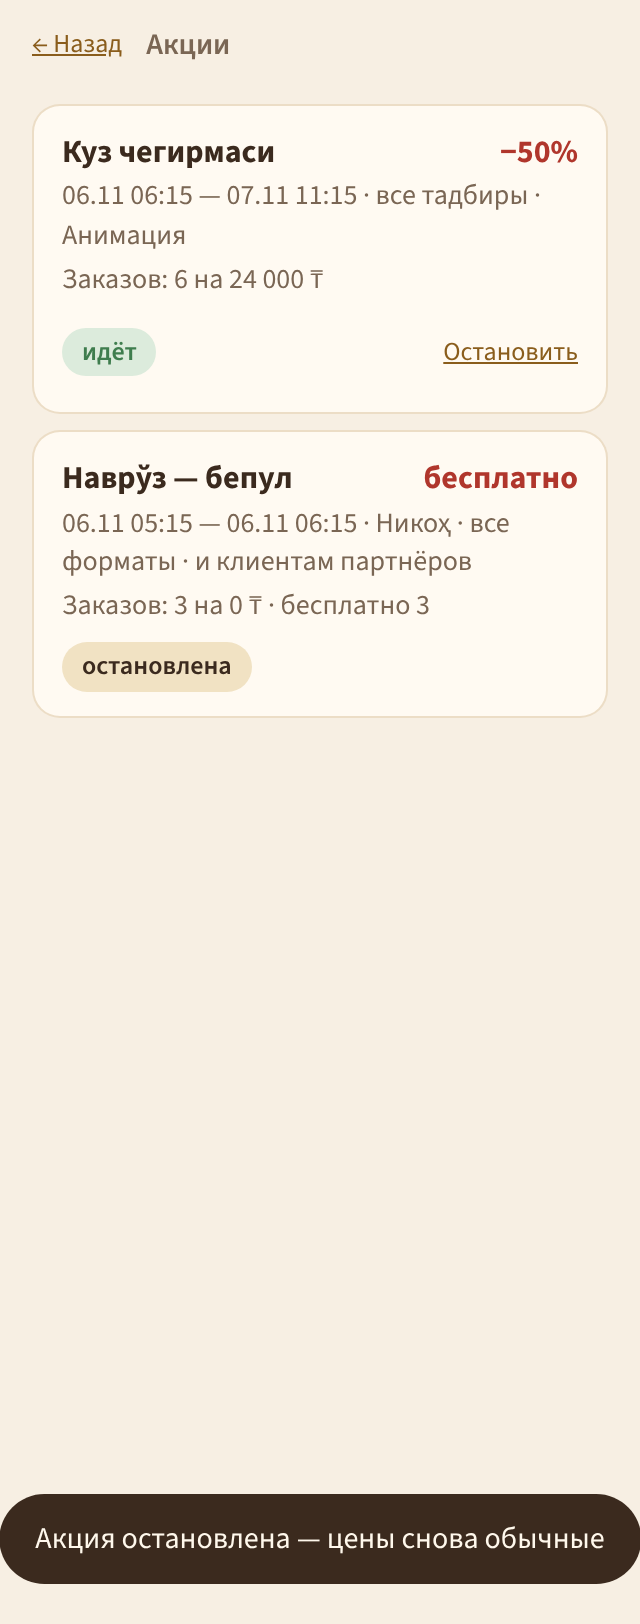 ← Назад Акции
Куз чегирмаси −50%
06.11 06:15 — 07.11 11:15 · все тадбиры ·
Анимация
Заказов: 6 на 24 000 ₸
идёт Остановить
Наврўз — бепул бесплатно
06.11 05:15 — 06.11 06:15 · Никоҳ · все
форматы · и клиентам партнёров
Заказов: 3 на 0 ₸ · бесплатно 3
остановлена
Акция остановлена — цены снова обычные